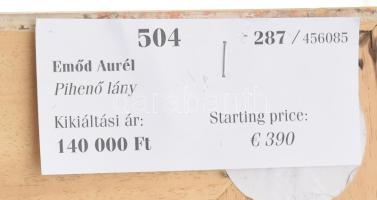 504 287 / 456085
Emőd Aurél
Pihenő lány
Kikiáltási ár: Starting price:
140 000 Ft € 390